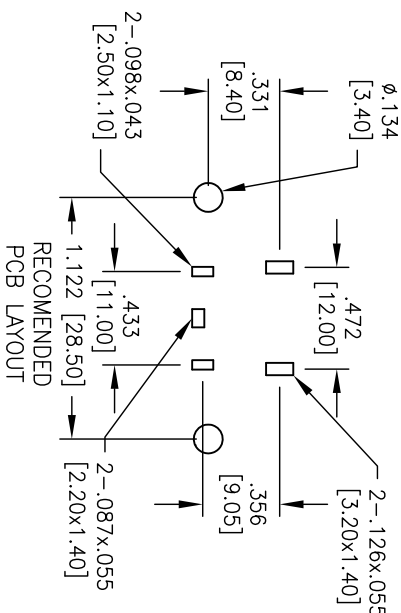 ø.134
[3.40]
.331
[8.40]
2-.098x.043
[2.50x1.10]
.472
[12.00]
2-.126x.055
[3.20x1.40]
.433
[11.00]
.356
[9.05]
1.122 [28.50]
2-.087x.055
[2.20x1.40]
RECOMENDED
PCB LAYOUT